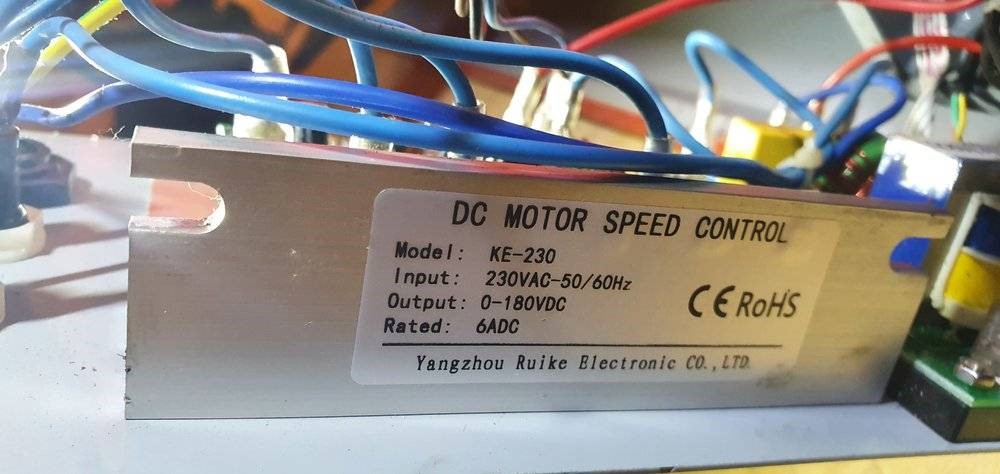 DC MOTOR SPEED CONTROL
Model: KE-230
Input: 230VAC-50/60Hz
Output: 0-180VDC
Rated: 6ADC
CE RoHS
Yangzhou Ruike Electronic CO.,LTD.